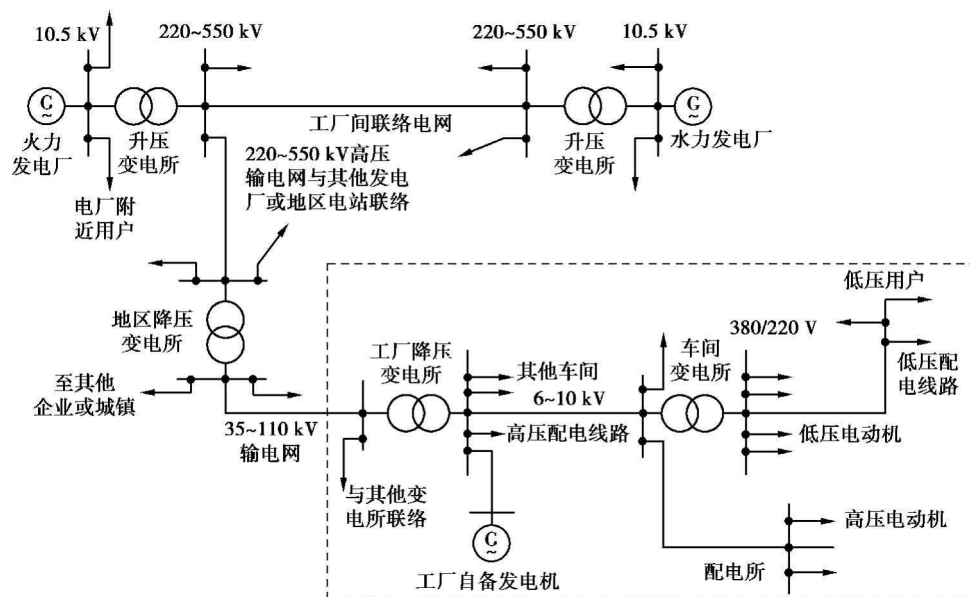 10.5 kV
220~550 kV
220~550 kV
10.5 kV
G
~
G
~
火力
发电厂
升压
变电所
工厂间联络电网
升压
变电所
水力发电厂
电厂附
近用户
220~550 kV高压
输电网与其他发电
厂或地区电站联络
地区降压
变电所
至其他
企业或城镇
35~110 kV
输电网
工厂降压
变电所
与其他变
电所联络
其他车间
6~10 kV
高压配电线路
G
~
工厂自备发电机
车间
变电所
380/220 V
低压用户
低压配
电线路
低压电动机
高压电动机
配电所